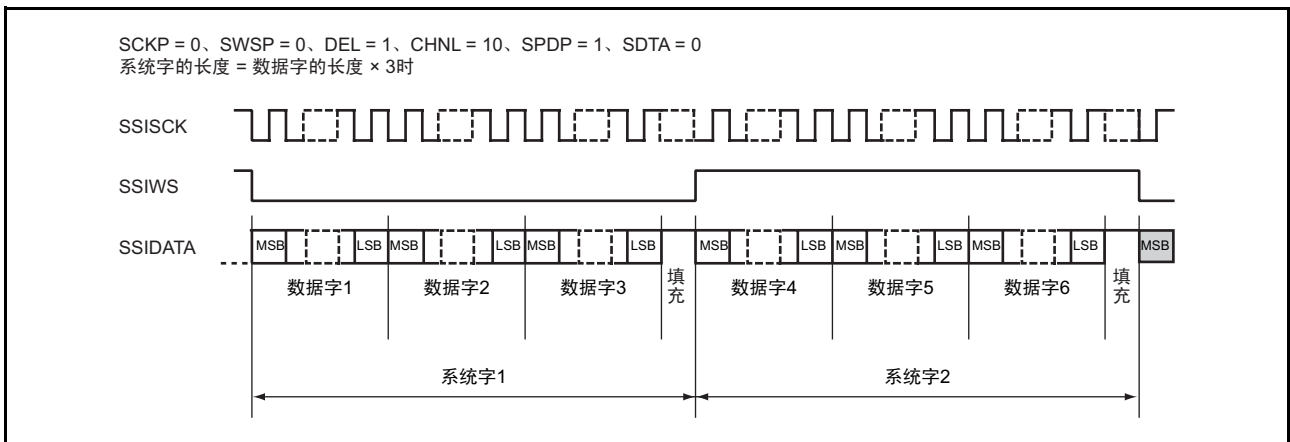 SCKP = 0、SWSP = 0、DEL = 1、CHNL = 10、SPDP = 1、SDTA = 0
系统字的长度 = 数据字的长度 × 3时
SSISCK
SSIWS
SSIDATA
MSB LSB MSB LSB MSB LSB MSB LSB MSB LSB MSB LSB MSB
数据字1 数据字2 数据字3 填充 数据字4 数据字5 数据字6 填充
系统字1 系统字2